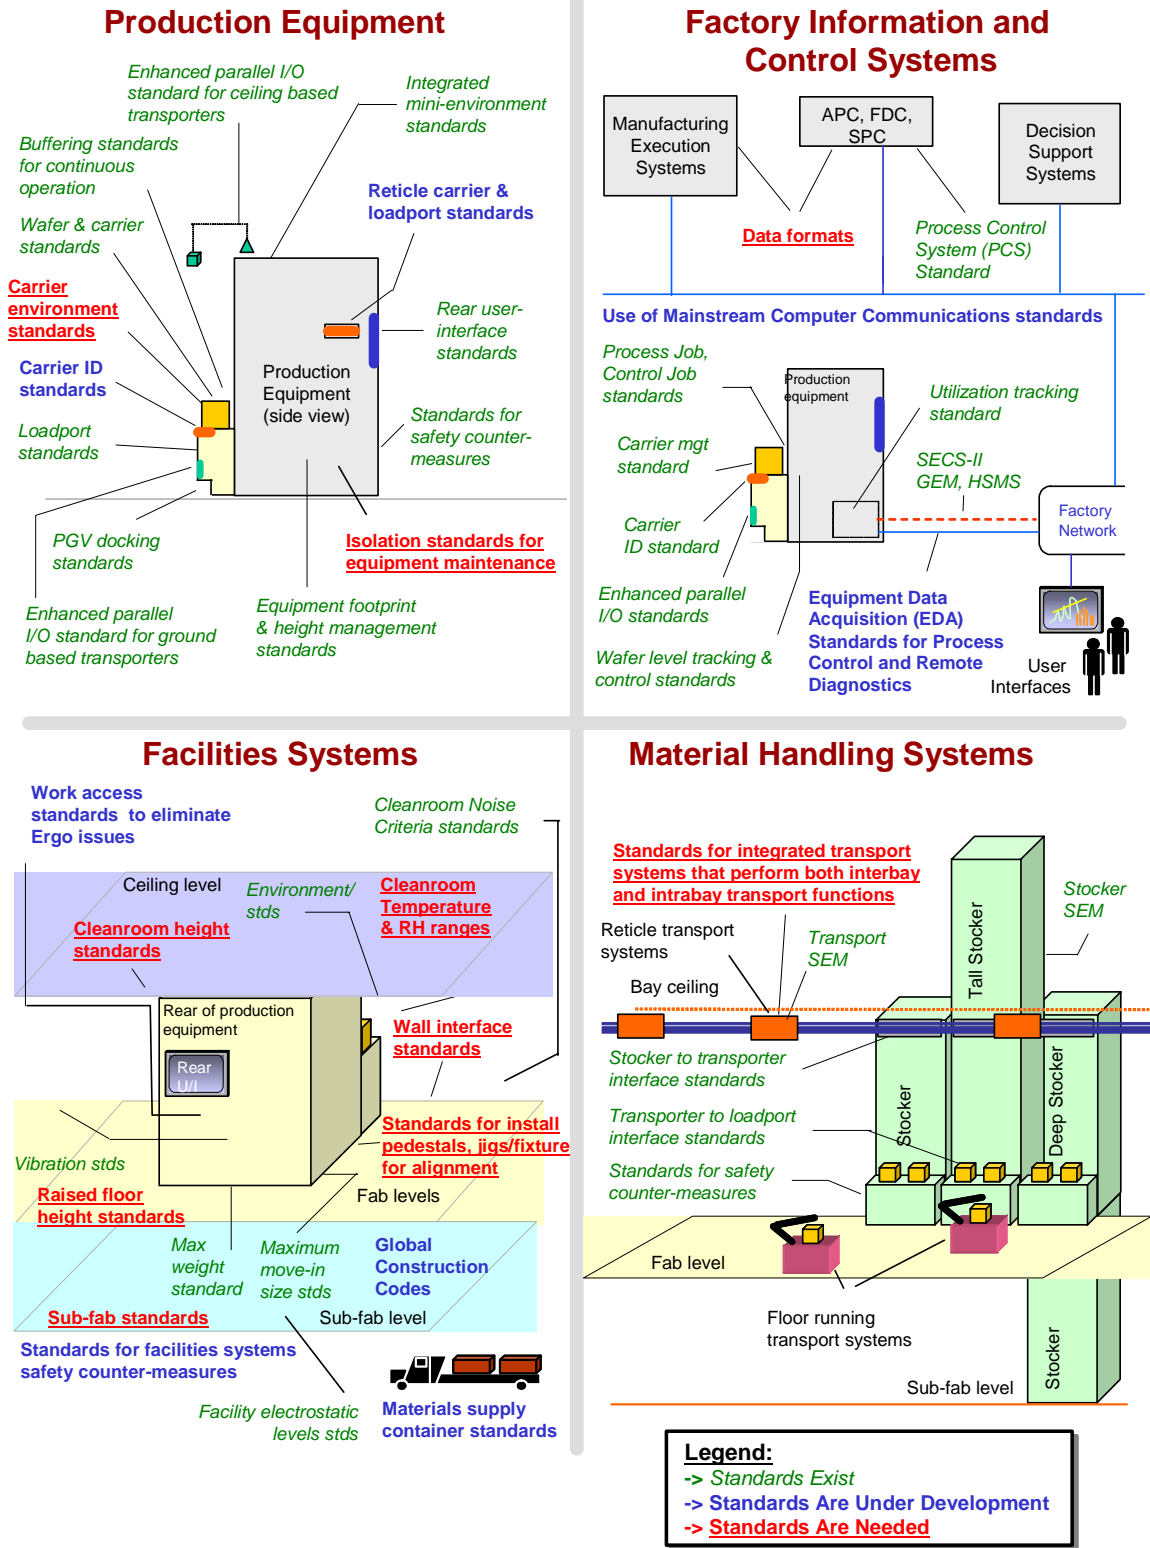 Production Equipment
Enhanced parallel I/O
standard for ceiling based
transporters
Integrated
mini-environment
standards
Buffering standards
for continuous
operation
Reticle carrier &
loadport standards
Wafer & carrier
standards
Carrier
environment
standards
Rear user-
interface
standards
Carrier ID
standards
Production
Equipment
(side view)
Loadport
standards
Standards for
safety counter-
measures
PGV docking
standards
Isolation standards for
equipment maintenance
Enhanced parallel
I/O standard for ground
based transporters
Equipment footprint
& height management
standards
Factory Information and
Control Systems
Manufacturing
Execution
Systems
APC, FDC,
SPC
Decision
Support
Systems
Data formats
Process Control
System (PCS)
Standard
Use of Mainstream Computer Communications standards
Process Job,
Control Job
standards
Production
equipment
Utilization tracking
standard
Carrier mgt
standard
SECS-II
GEM, HSMS
Carrier
ID standard
Factory
Network
Enhanced parallel
I/O standards
Equipment Data
Acquisition (EDA)
Standards for Process
Control and Remote
Diagnostics
Wafer level tracking &
control standards
User
Interfaces
Facilities Systems
Work access
standards  to eliminate
Ergo issues
Cleanroom Noise
Criteria standards
Ceiling level
Environment/
stds
Cleanroom
Temperature
& RH ranges
Cleanroom height
standards
Rear of production
equipment
Wall interface
standards
Rear
U/I
Standards for install
pedestals, jigs/fixture
for alignment
Vibration stds
Raised floor
height standards
Fab levels
Max
weight
standard
Maximum
move-in
size stds
Global
Construction
Codes
Sub-fab standards
Sub-fab level
Standards for facilities systems
safety counter-measures
Facility electrostatic
levels stds
Materials supply
container standards
Material Handling Systems
Standards for integrated transport
systems that perform both interbay
and intrabay transport functions
Stocker
SEM
Reticle transport
systems
Transport
SEM
Tall Stocker
Bay ceiling
Stocker to transporter
interface standards
Transporter to loadport
interface standards
Stocker
Deep Stocker
Standards for safety
counter-measures
Fab level
Floor running
transport systems
Stocker
Sub-fab level
Legend:
-> Standards Exist
-> Standards Are Under Development
-> Standards Are Needed